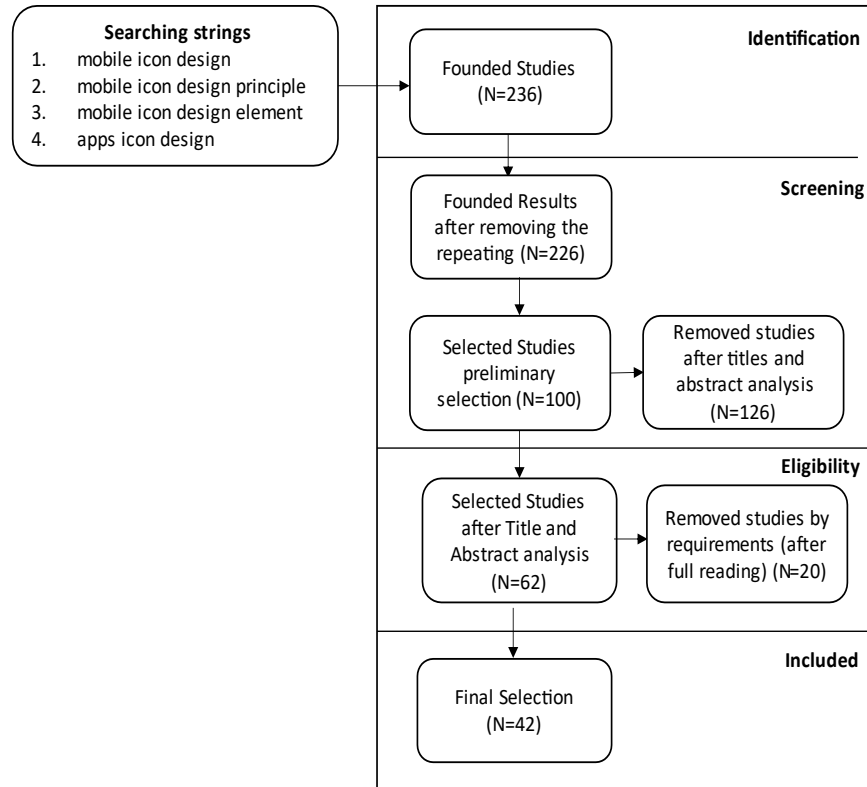 Searching strings
1. mobile icon design
2. mobile icon design principle
3. mobile icon design element
4. apps icon design
Identification
Founded Studies
(N=236)
Screening
Founded Results
after removing the
repeating (N=226)
Selected Studies
preliminary
selection (N=100)
Removed studies
after titles and
abstract analysis
(N=126)
Eligibility
Selected Studies
after Title and
Abstract analysis
(N=62)
Removed studies by
requirements (after
full reading) (N=20)
Included
Final Selection
(N=42)